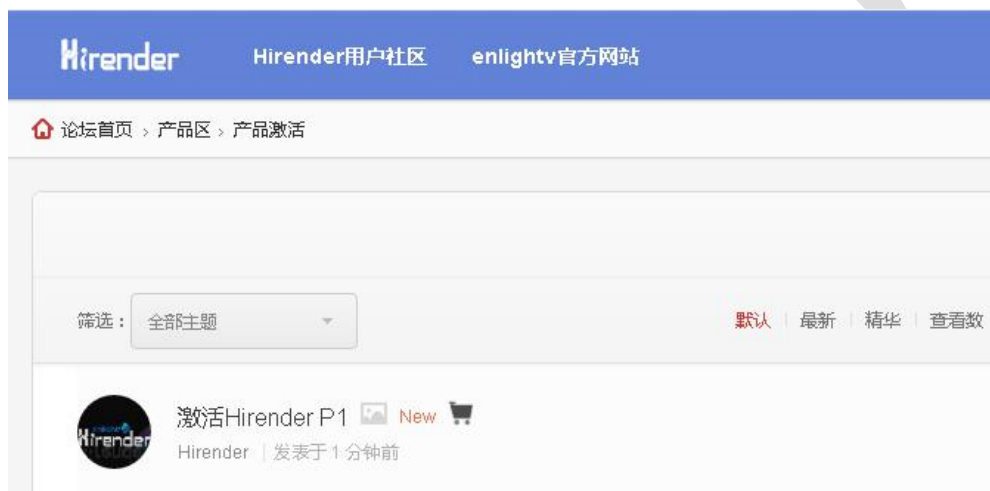 Hirender Hirender用户社区 enlightv官方网站
论坛首页 › 产品区 › 产品激活
筛选： 全部主题 默认 最新 精华 查看数
激活Hirender P1 New
Hirender 发表于 1 分钟前
Hirender